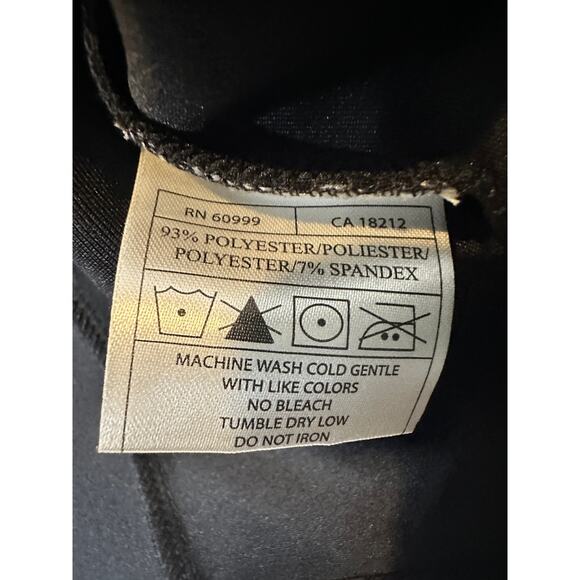 RN 60999 CA 18212
93% POLYESTER/POLIESTER/
POLYESTER/7% SPANDEX
MACHINE WASH COLD GENTLE
WITH LIKE COLORS
NO BLEACH
TUMBLE DRY LOW
DO NOT IRON